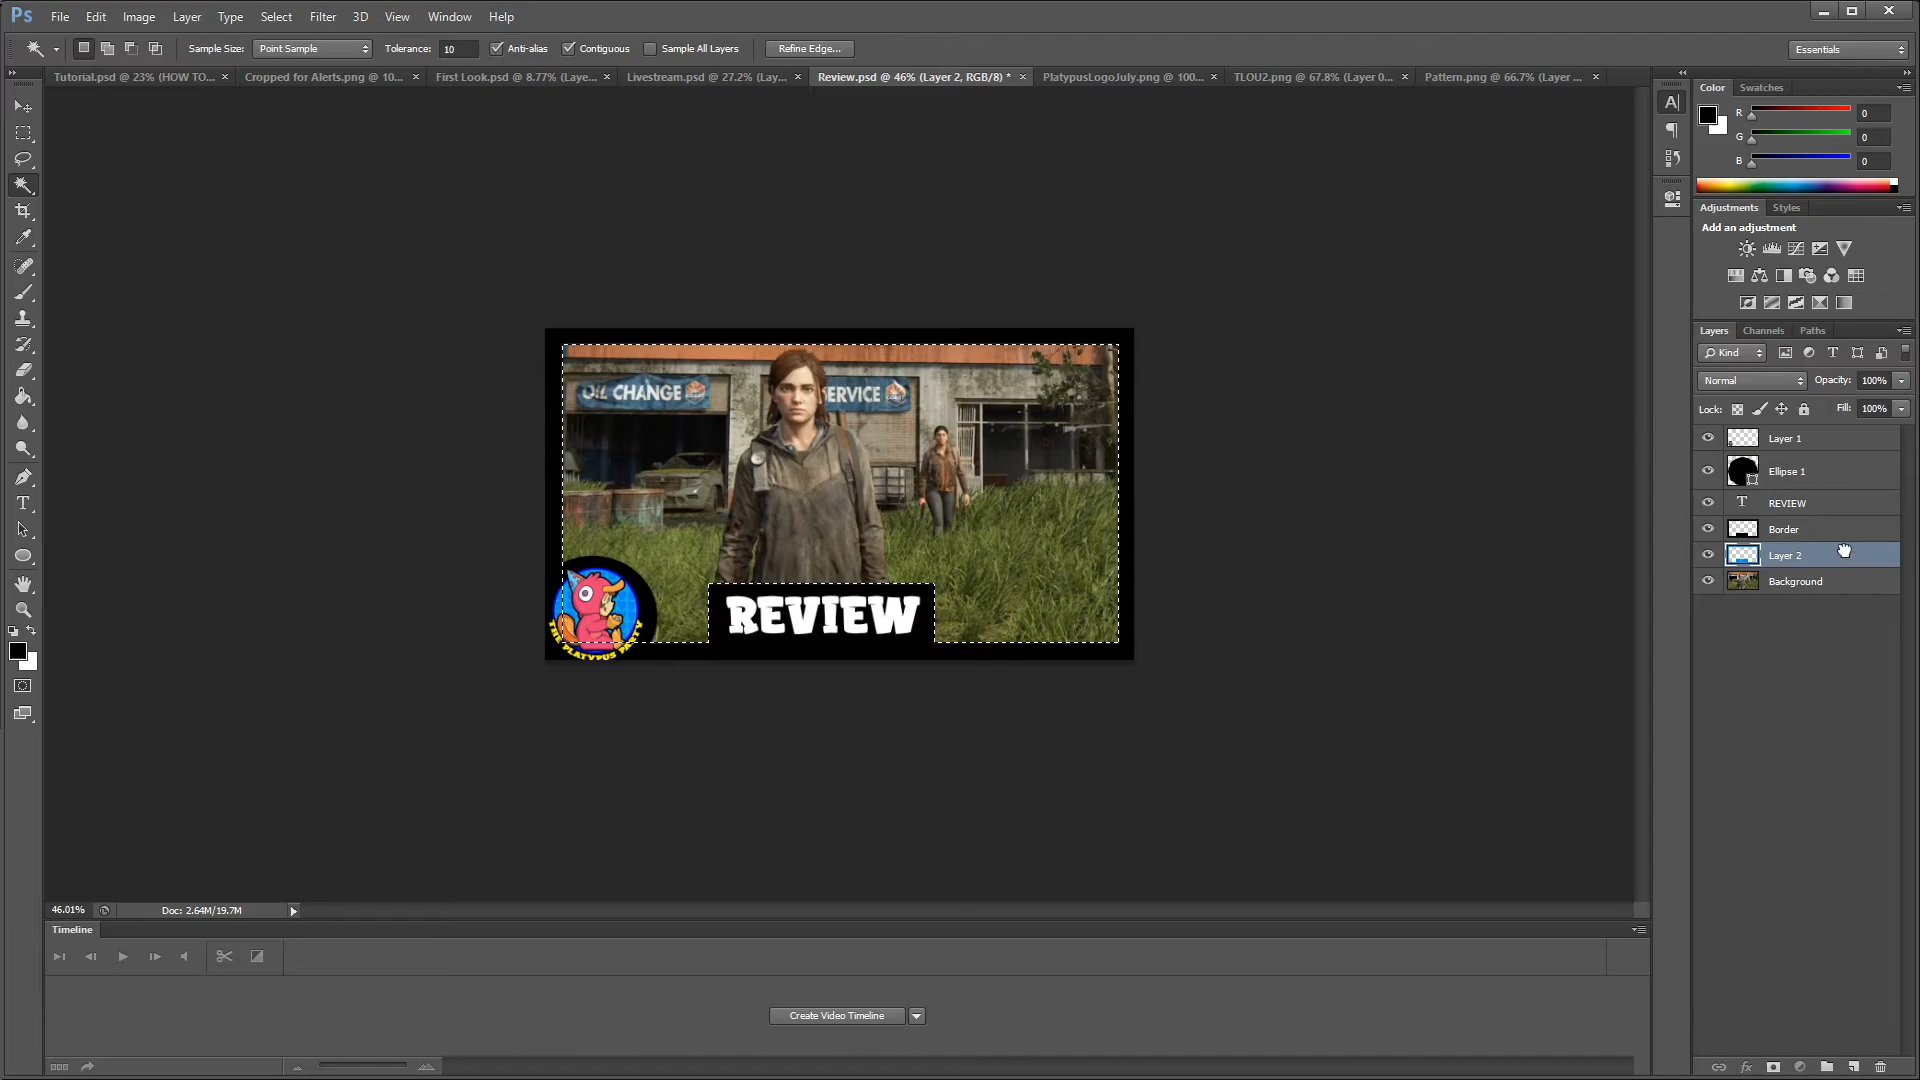 Ps File Edit Image Layer Type Select Filter 3D View Window Help
Sample Size: Point Sample Tolerance: 10 Anti-alias Contiguous Sample All Layers Refine Edge... Essentials
Tutorial.psd @ 23% (HOW TO... × Cropped for Alerts.png @ 10... × First Look.psd @ 8.77% (Laye... × Livestream.psd @ 27.2% (Lay... × Review.psd @ 46% (Layer 2, RGB/8) * × PlatypusLogoJuly.png @ 100... × TLOU2.png @ 67.8% (Layer 0... × Pattern.png @ 66.7% (Layer ... ×
Color Swatches
R 0
G 0
B 0
Adjustments Styles
Add an adjustment
Layers Channels Paths
Kind
Normal Opacity: 100%
Lock: Fill: 100%
Layer 1
Ellipse 1
REVIEW
Border
Layer 2
Background
OIL CHANGE
SERVICE
REVIEW
THE PLATYPUS PARTY
46.01% Doc: 2.64M/19.7M
Timeline
Create Video Timeline